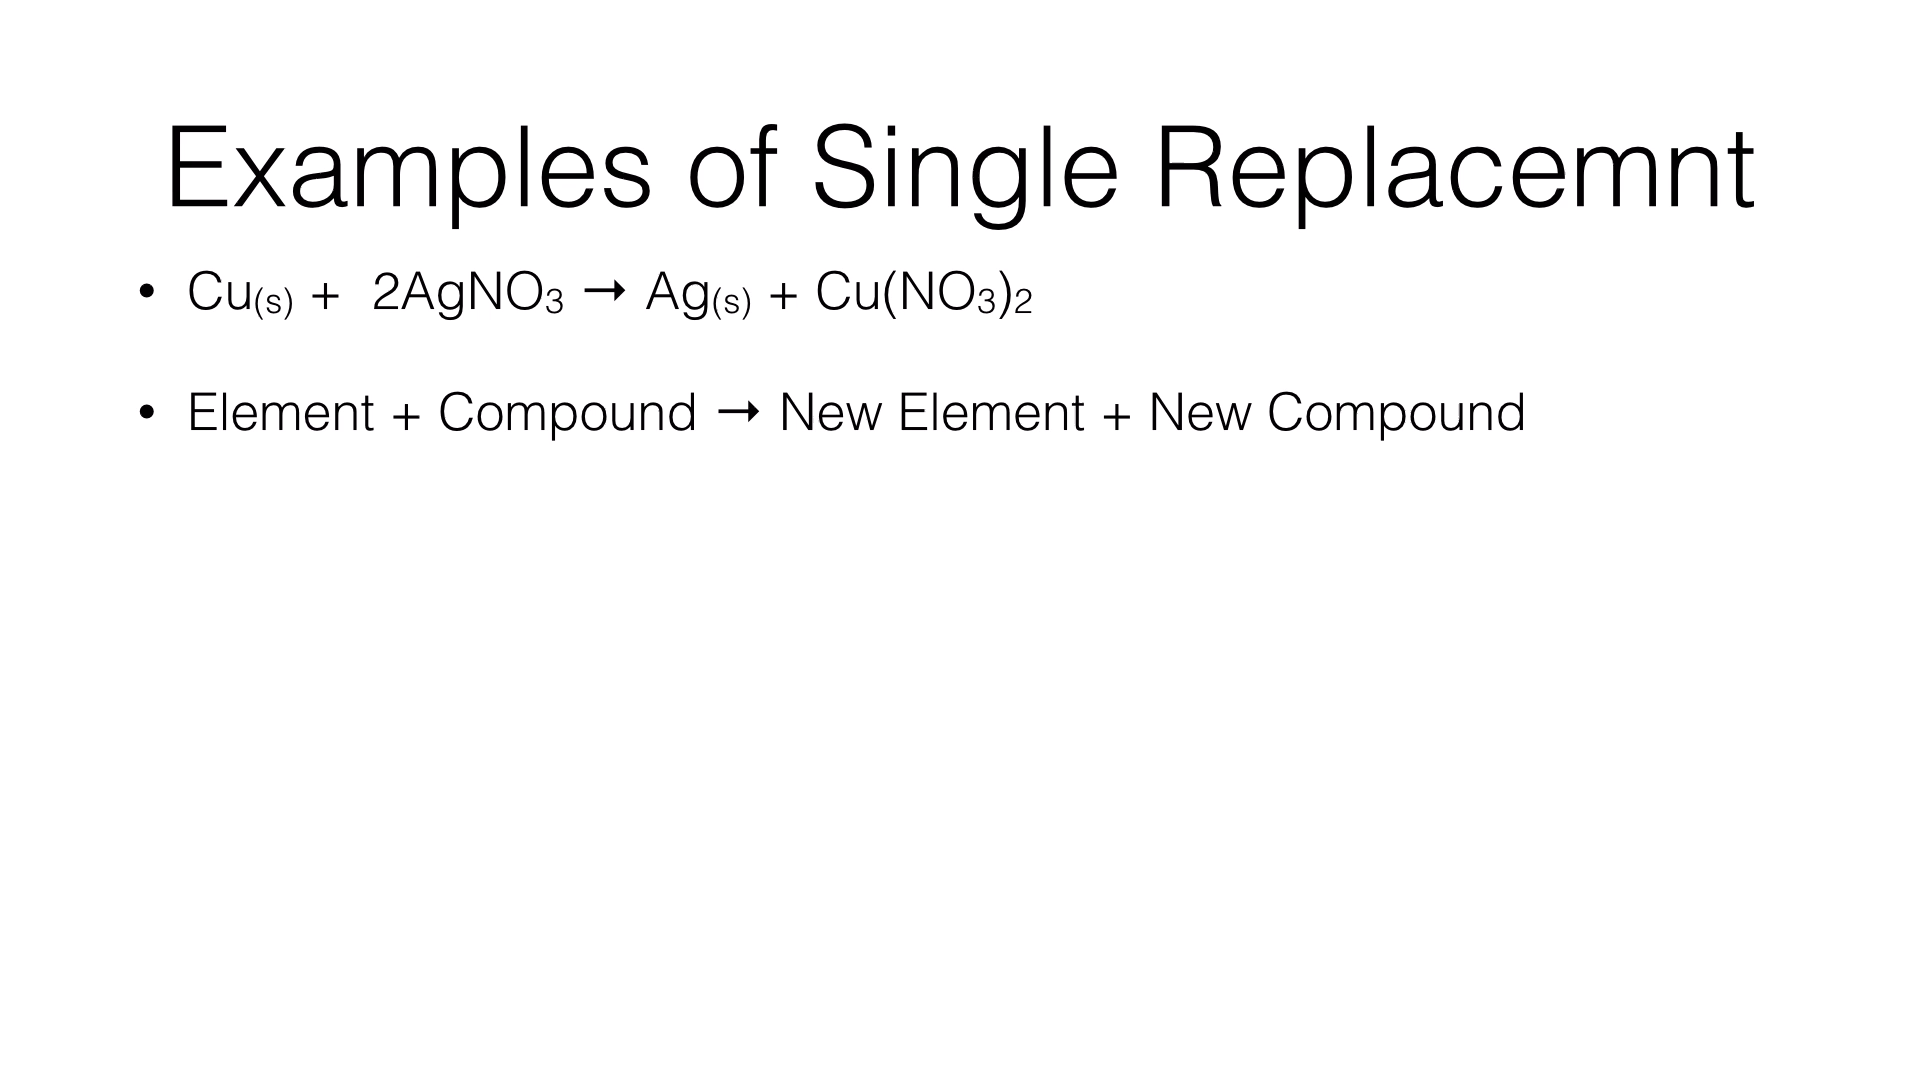 Examples of Single Replacemnt
• Cu₍ₛ₎ + 2AgNO₃ → Ag₍ₛ₎ + Cu(NO₃)₂
• Element + Compound → New Element + New Compound